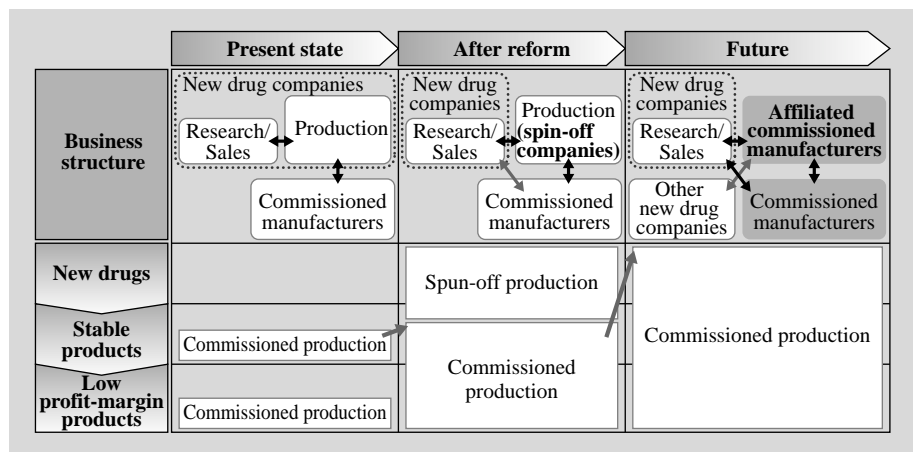 Present state
After reform
Future
Business
structure
New drug companies
Research/
Sales
Production
Commissioned
manufacturers
New drug
companies
Research/
Sales
Production
(spin-off
companies)
Commissioned
manufacturers
New drug
companies
Research/
Sales
Affiliated
commissioned
manufacturers
Other
new drug
companies
Commissioned
manufacturers
New drugs
Spun-off production
Stable
products
Commissioned production
Commissioned
production
Commissioned production
Low
profit-margin
products
Commissioned production